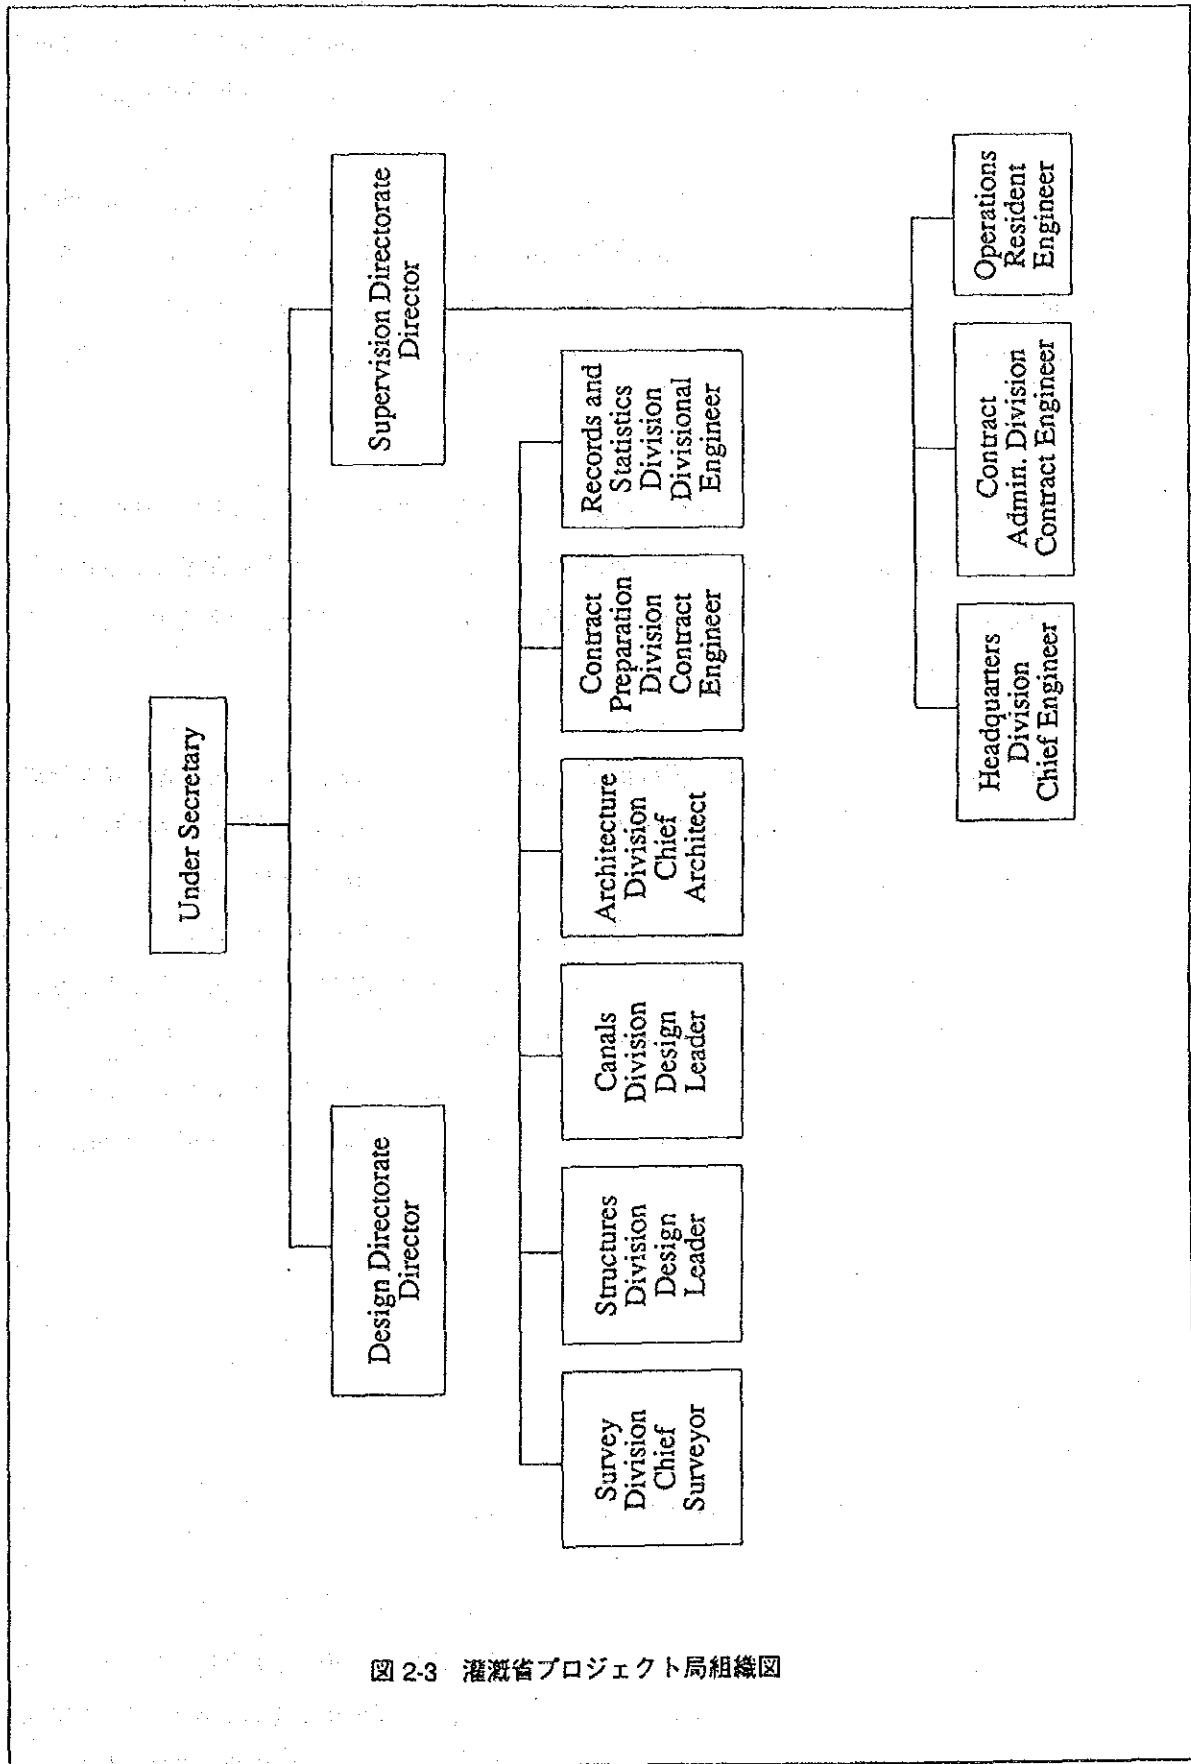 Under Secretary
Design Directorate
Director
Supervision Directorate
Director
Survey
Division
Chief
Surveyor
Structures
Division
Design
Leader
Canals
Division
Design
Leader
Architecture
Division
Chief
Architect
Contract
Preparation
Division
Contract
Engineer
Records and
Statistics
Division
Divisional
Engineer
Headquarters
Division
Chief Engineer
Contract
Admin. Division
Contract Engineer
Operations
Resident
Engineer
図 2-3 灌漑省プロジェクト局組織図